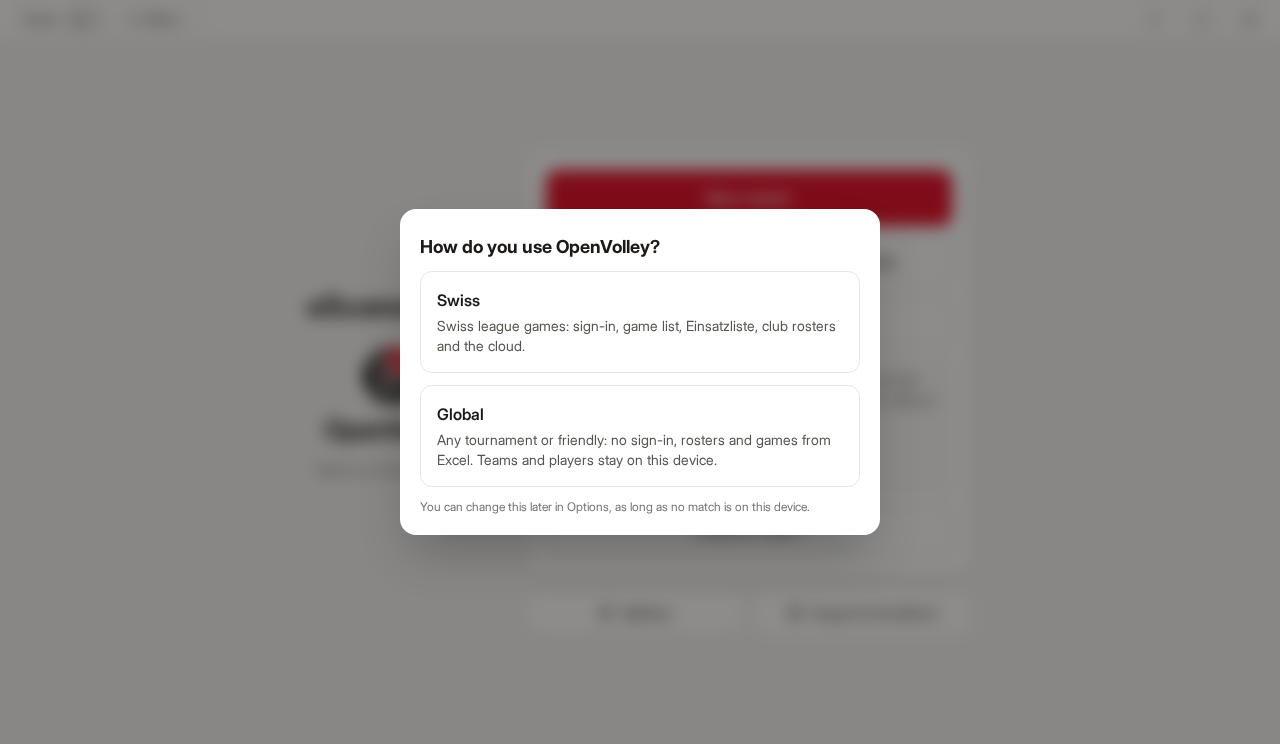 How do you use OpenVolley?
Swiss
Swiss league games: sign-in, game list, Einsatzliste, club rosters
and the cloud.
Global
Any tournament or friendly: no sign-in, rosters and games from
Excel. Teams and players stay on this device.
You can change this later in Options, as long as no match is on this device.